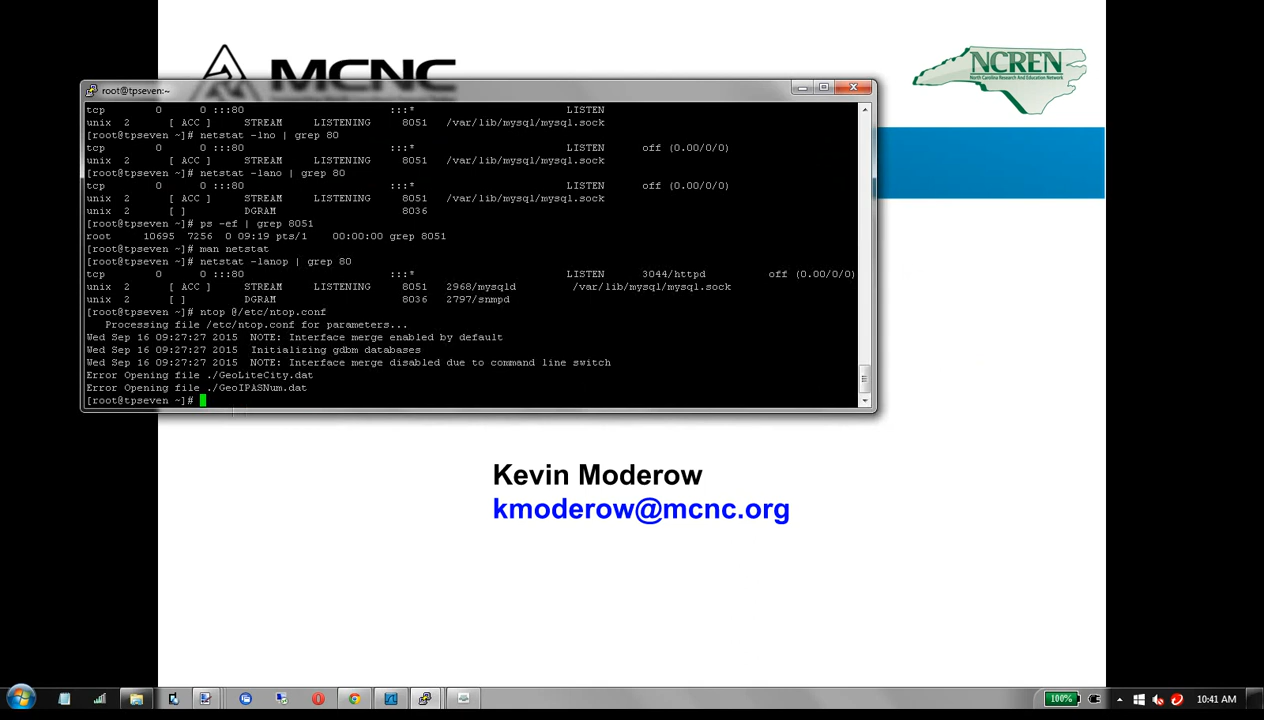 MCNC
NCREN
North Carolina Research and Education Network
root@tpseven:~
tcp 0 0 :::80 :::* LISTEN
unix 2 [ ACC ] STREAM LISTENING 8051 /var/lib/mysql/mysql.sock
[root@tpseven ~]# netstat -lno | grep 80
tcp 0 0 :::80 :::* LISTEN off (0.00/0/0)
unix 2 [ ACC ] STREAM LISTENING 8051 /var/lib/mysql/mysql.sock
[root@tpseven ~]# netstat -lano | grep 80
tcp 0 0 :::80 :::* LISTEN off (0.00/0/0)
unix 2 [ ACC ] STREAM LISTENING 8051 /var/lib/mysql/mysql.sock
unix 2 [ ] DGRAM 8036
[root@tpseven ~]# ps -ef | grep 8051
root 10695 7256 0 09:19 pts/1 00:00:00 grep 8051
[root@tpseven ~]# man netstat
[root@tpseven ~]# netstat -lanop | grep 80
tcp 0 0 :::80 :::* LISTEN 3044/httpd off (0.00/0/0)
unix 2 [ ACC ] STREAM LISTENING 8051 2968/mysqld /var/lib/mysql/mysql.sock
unix 2 [ ] DGRAM 8036 2797/snmpd
[root@tpseven ~]# ntop @/etc/ntop.conf
Processing file /etc/ntop.conf for parameters...
Wed Sep 16 09:27:27 2015 NOTE: Interface merge enabled by default
Wed Sep 16 09:27:27 2015 Initializing gdbm databases
Wed Sep 16 09:27:27 2015 NOTE: Interface merge disabled due to command line switch
Error Opening file ./GeoLiteCity.dat
Error Opening file ./GeoIPASNum.dat
[root@tpseven ~]#
Kevin Moderow
kmoderow@mcnc.org
100%
10:41 AM